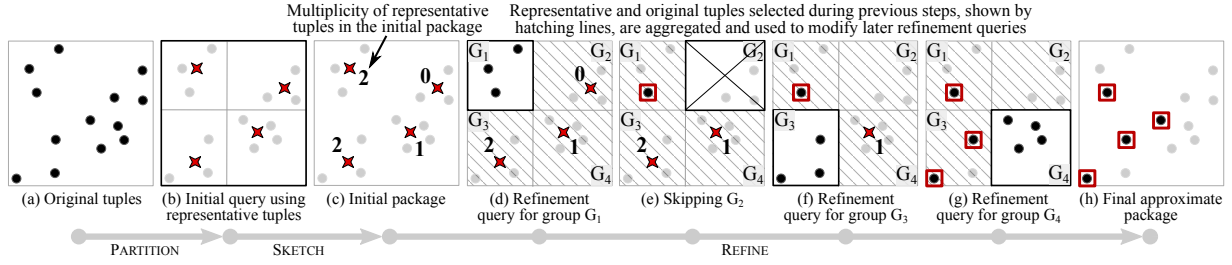 Multiplicity of representative
tuples in the initial package
Representative and original tuples selected during previous steps, shown by
hatching lines, are aggregated and used to modify later refinement queries
2
0
2
1
G1
G2
0
G3
2
1
G4
G1
G2
G3
2
1
G4
G1
G2
G3
1
G4
G1
G2
G3
G4
(a) Original tuples
(b) Initial query using
representative tuples
(c) Initial package
(d) Refinement
query for group G1
(e) Skipping G2
(f) Refinement
query for group G3
(g) Refinement
query for group G4
(h) Final approximate
package
PARTITION
SKETCH
REFINE